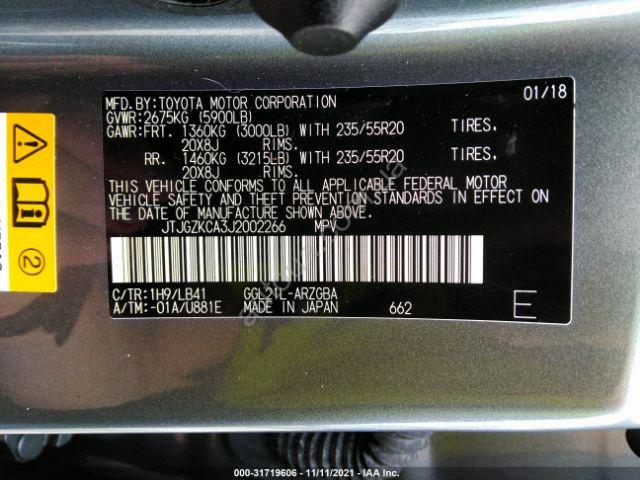 MFD.BY:TOYOTA MOTOR CORPORATION 01/18
GVWR:2675KG (5900LB)
GAWR:FRT. 1360KG (3000LB) WITH 235/55R20 TIRES,
20X8J RIMS.
RR. 1460KG (3215LB) WITH 235/55R20 TIRES,
20X8J RIMS.
THIS VEHICLE CONFORMS TO ALL APPLICABLE FEDERAL MOTOR
VEHICLE SAFETY STANDARDS IN EFFECT ON
THE DATE OF MANUFACTURE SHOWN ABOVE.
JTJGZKCA3J2002266 MPV
C/TR:1H9/LB41 GGL21L-ARZGBA
A/TM:-01A/U881E MADE IN JAPAN 662 E
2
000-31719606 - 11/11/2021 - IAA Inc.